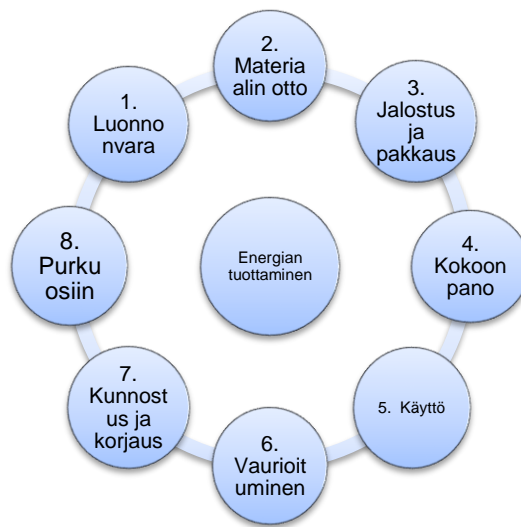 1.
Luonno
nvara
2.
Materia
alin otto
3.
Jalostus
ja
pakkaus
4.
Kokoon
pano
5. Käyttö
6.
Vaurioit
uminen
7.
Kunnost
us ja
korjaus
8.
Purku
osiin
Energian
tuottaminen